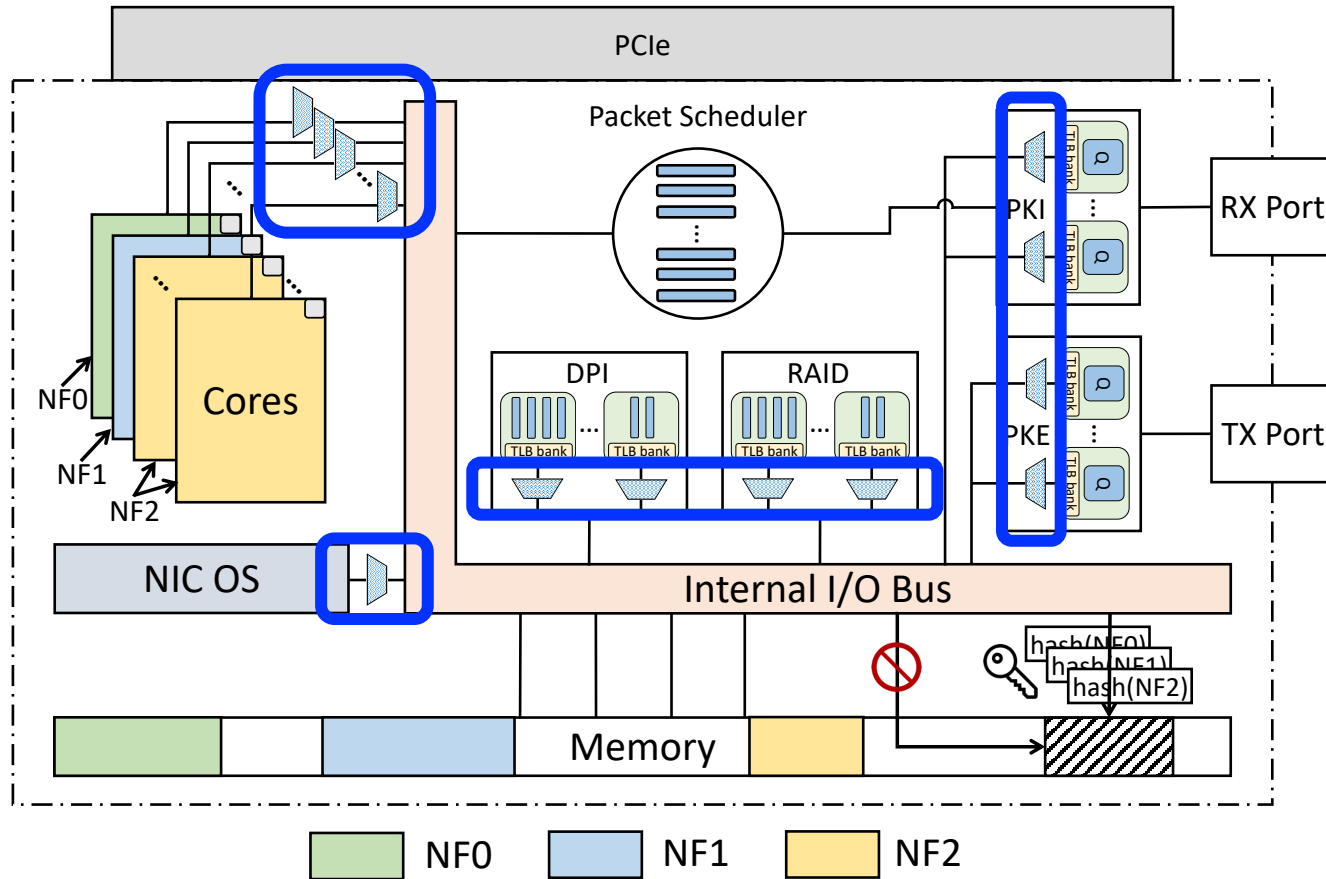 PCIe
Packet Scheduler
PKI
TLB bank
Q
TLB bank
Q
RX Port
DPI
RAID
TLB bank
...
TLB bank
TLB bank
...
TLB bank
PKE
TLB bank
Q
TLB bank
Q
TX Port
Cores
NF0
NF1
NF2
NIC OS
Internal I/O Bus
hash(NF0)
hash(NF1)
hash(NF2)
Memory
NF0
NF1
NF2